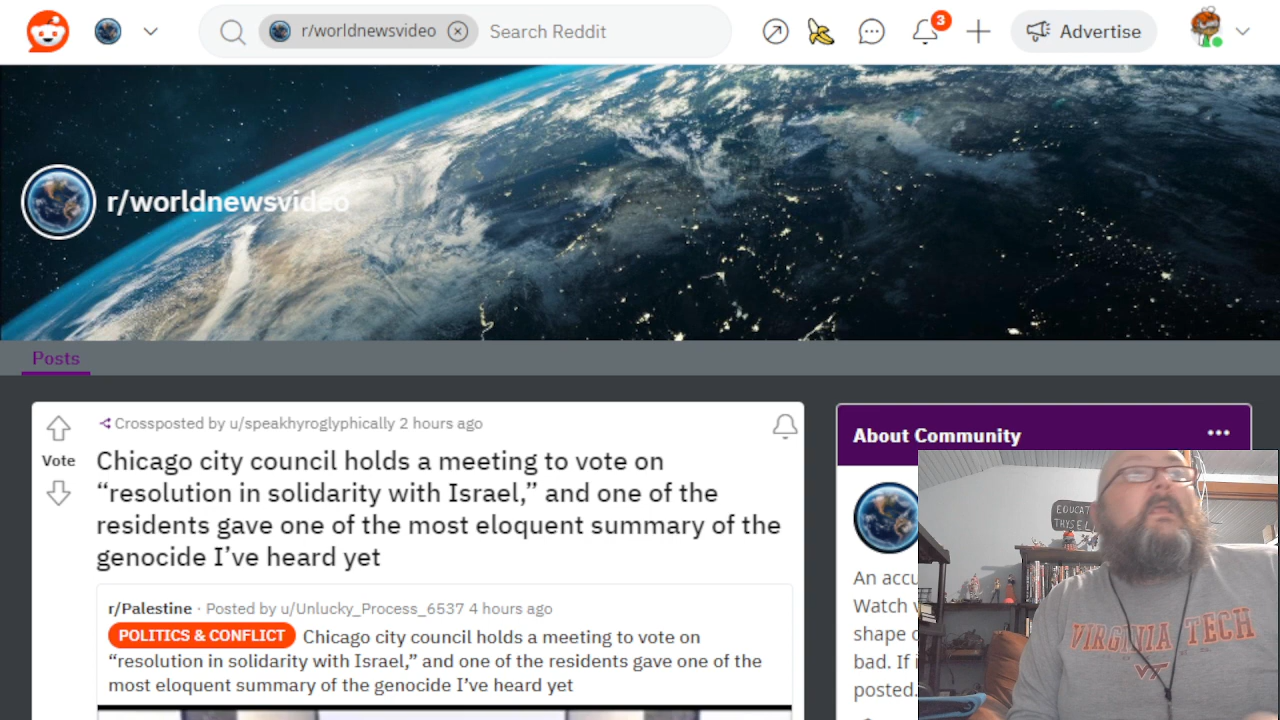 r/worldnewsvideo
Search Reddit
3
Advertise
r/worldnewsvideo
Posts
Crossposted by u/speakhyroglyphically 2 hours ago
Vote
Chicago city council holds a meeting to vote on
“resolution in solidarity with Israel,” and one of the
residents gave one of the most eloquent summary of the
genocide I’ve heard yet
r/Palestine · Posted by u/Unlucky_Process_6537 4 hours ago
POLITICS & CONFLICT Chicago city council holds a meeting to vote on
“resolution in solidarity with Israel,” and one of the residents gave one of the
most eloquent summary of the genocide I’ve heard yet
About Community
An accu
Watch
shape
bad. If
posted.
EDUCAT
THYSEL
VIRGINIA TECH
VT